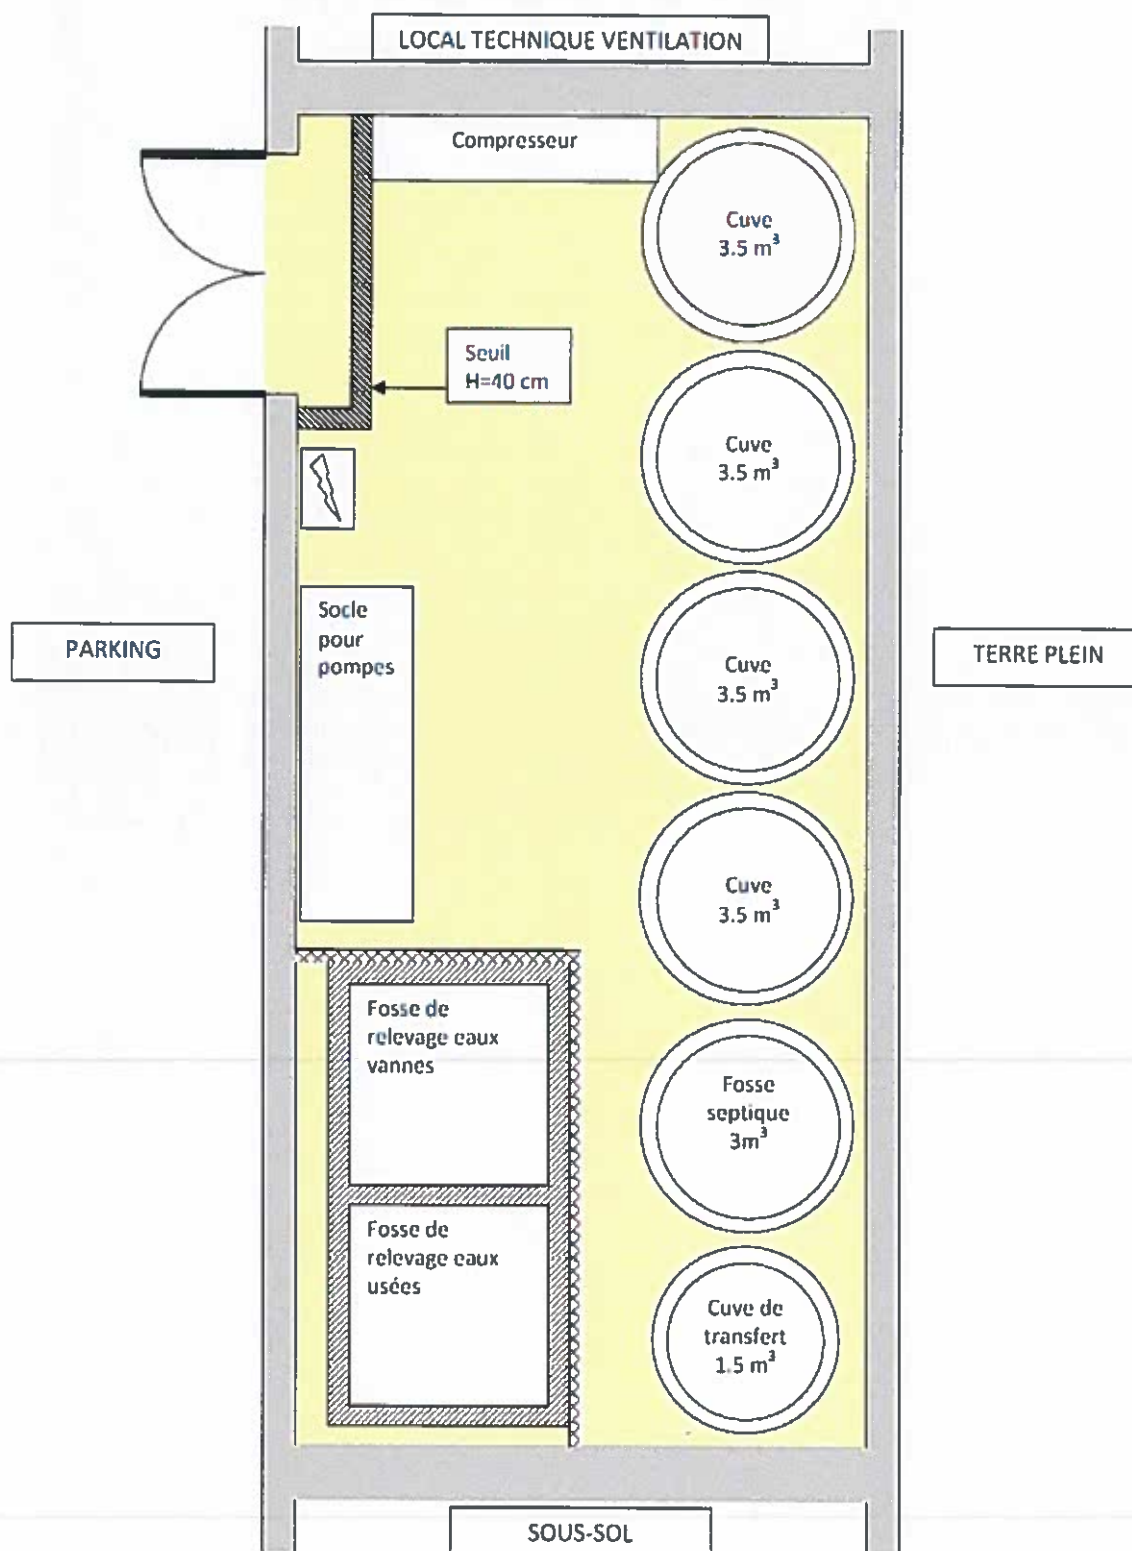 LOCAL TECHNIQUE VENTILATION
Compresseur
Cuve
3.5 m³
Seuil
H=40 cm
Cuve
3.5 m³
Socle
pour
pompes
PARKING
Cuve
3.5 m³
TERRE PLEIN
Cuve
3.5 m³
Fosse de
relevage eaux
vannes
Fosse
septique
3m³
Fosse de
relevage eaux
usées
Cuve de
transfert
1.5 m³
SOUS-SOL